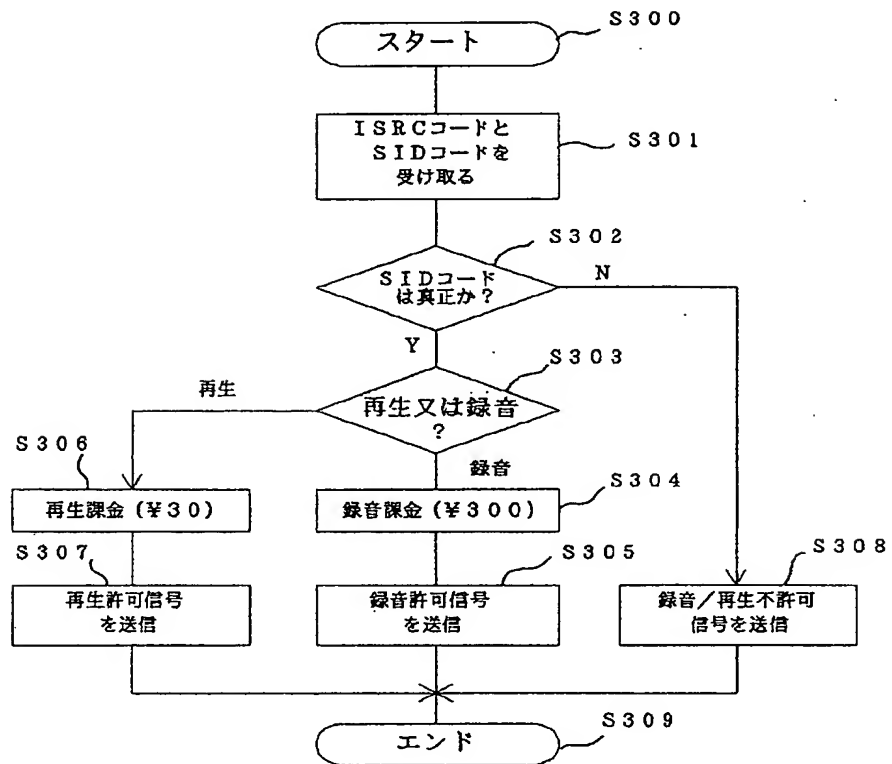 S300
スタート
ISRCコードと
SIDコードを
受け取る
S301
S302
SIDコード
は真正か?
N
Y
S303
再生
再生又は録音
?
録音
S306
S304
再生課金(¥30)
録音課金(¥300)
S307
S305
S308
再生許可信号
を送信
録音許可信号
を送信
録音/再生不許可
信号を送信
S309
エンド